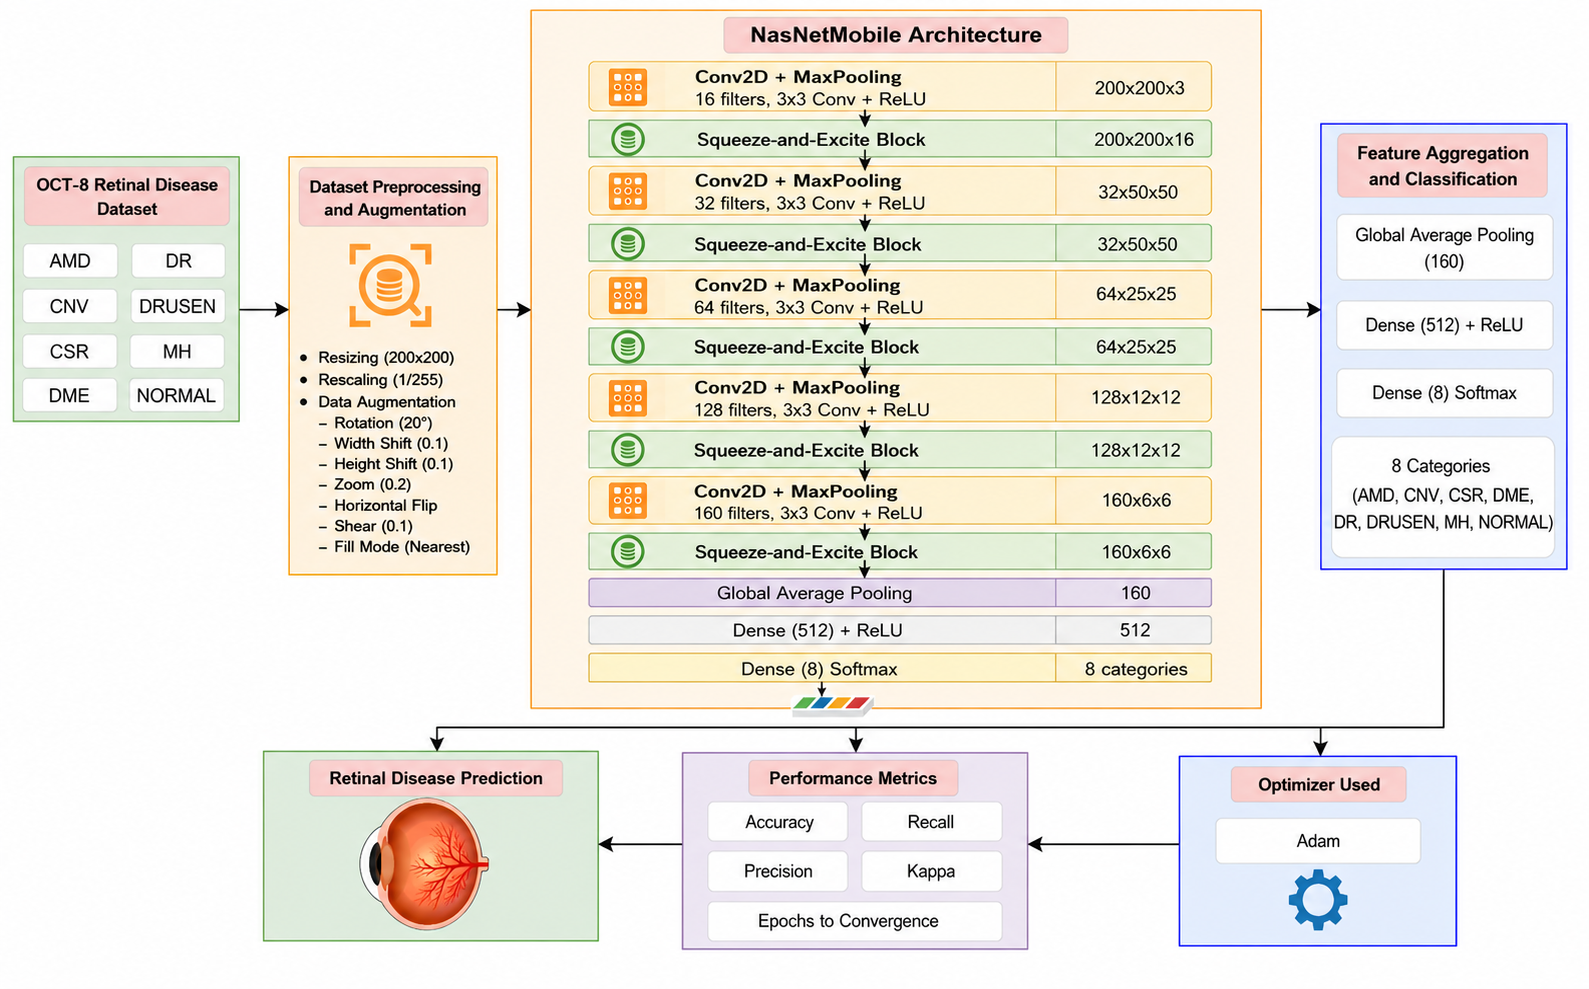 OCT-8 Retinal Disease
Dataset
AMD
DR
CNV
DRUSEN
CSR
MH
DME
NORMAL
Dataset Preprocessing
and Augmentation
• Resizing (200x200)
• Rescaling (1/255)
• Data Augmentation
– Rotation (20°)
– Width Shift (0.1)
– Height Shift (0.1)
– Zoom (0.2)
– Horizontal Flip
– Shear (0.1)
– Fill Mode (Nearest)
NasNetMobile Architecture
Conv2D + MaxPooling
16 filters, 3x3 Conv + ReLU
200x200x3
Squeeze-and-Excite Block
200x200x16
Conv2D + MaxPooling
32 filters, 3x3 Conv + ReLU
32x50x50
Squeeze-and-Excite Block
32x50x50
Conv2D + MaxPooling
64 filters, 3x3 Conv + ReLU
64x25x25
Squeeze-and-Excite Block
64x25x25
Conv2D + MaxPooling
128 filters, 3x3 Conv + ReLU
128x12x12
Squeeze-and-Excite Block
128x12x12
Conv2D + MaxPooling
160 filters, 3x3 Conv + ReLU
160x6x6
Squeeze-and-Excite Block
160x6x6
Global Average Pooling
160
Dense (512) + ReLU
512
Dense (8) Softmax
8 categories
Feature Aggregation
and Classification
Global Average Pooling
(160)
Dense (512) + ReLU
Dense (8) Softmax
8 Categories
(AMD, CNV, CSR, DME,
DR, DRUSEN, MH, NORMAL)
Retinal Disease Prediction
Performance Metrics
Accuracy
Recall
Precision
Kappa
Epochs to Convergence
Optimizer Used
Adam